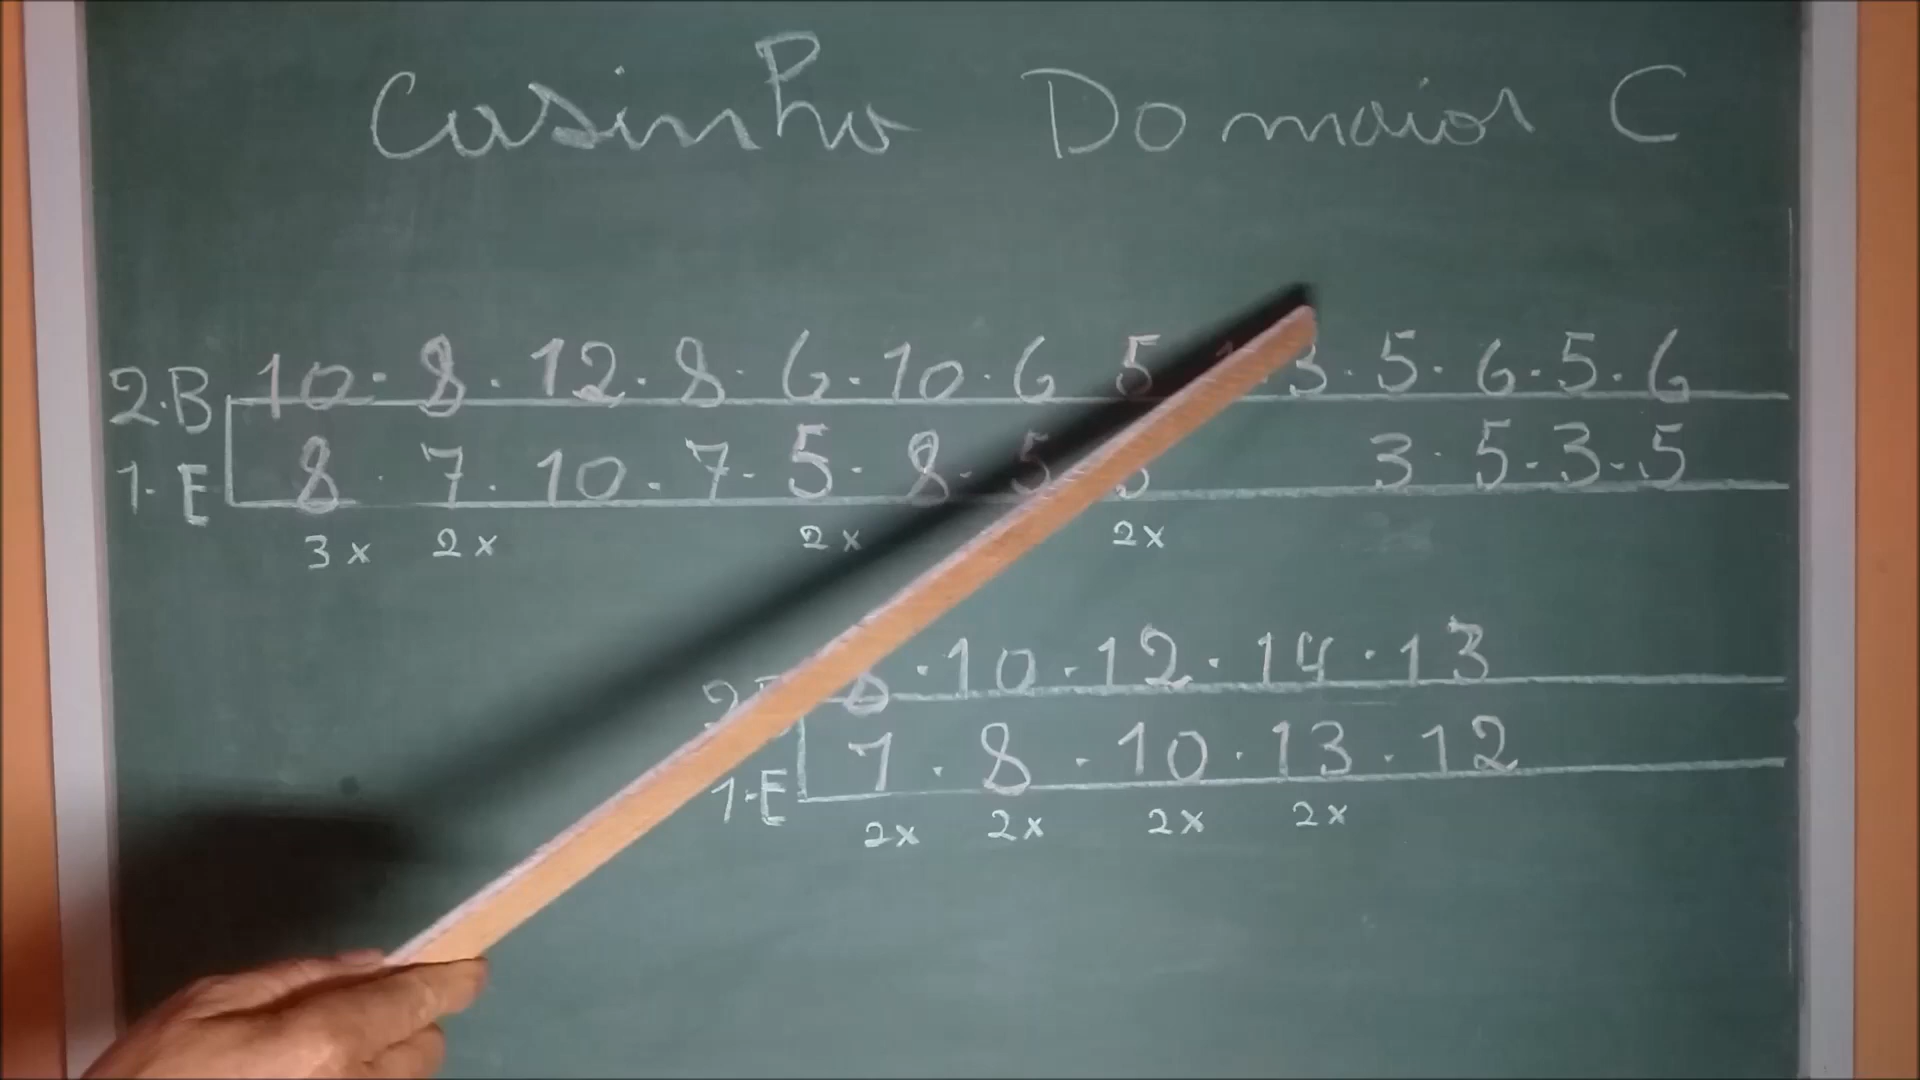 Casinha Do maior C
2.B 10. 8. 12. 8. 6. 10. 6 5 3. 5. 6. 5. 6
1. E 8. 7. 10. 7. 5. 8. 5 3. 5. 3. 5
3x 2x 2x 2x
.10.12.14.13
1.E 7. 8. 10. 13. 12
2x 2x 2x 2x